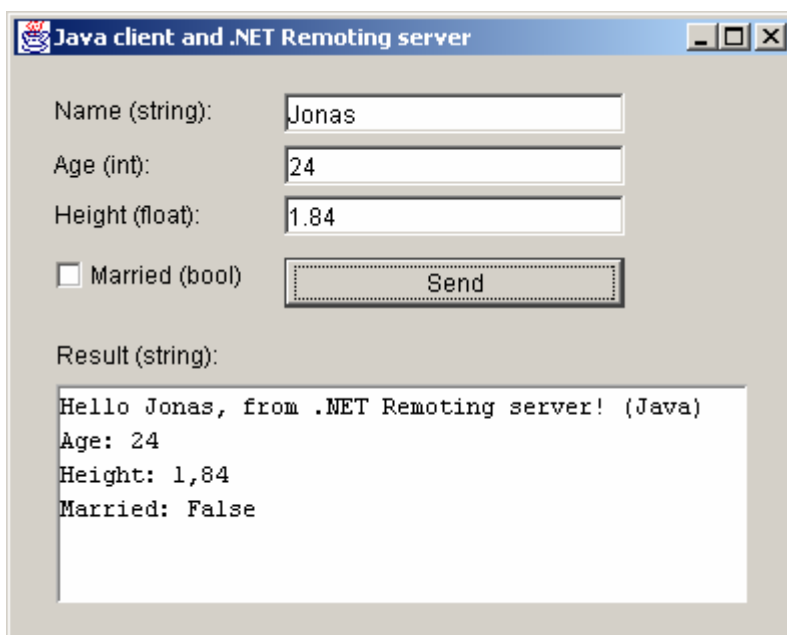 Java client and .NET Remoting server
Name (string):
Jonas
Age (int):
24
Height (float):
1.84
Married (bool)
Send
Result (string):
Hello Jonas, from .NET Remoting server! (Java)
Age: 24
Height: 1,84
Married: False